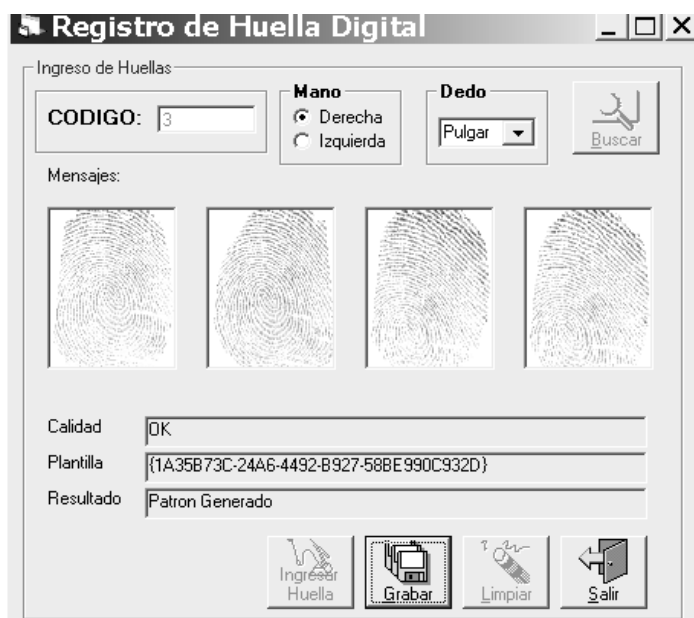 Registro de Huella Digital
Ingreso de Huellas
CODIGO: 3
Mano
Derecha
Izquierda
Dedo
Pulgar
Buscar
Mensajes:
Calidad OK
Plantilla {1A35B73C-24A6-4492-B927-58BE990C932D}
Resultado Patron Generado
Ingresar
Huella
Grabar
Limpiar
Salir